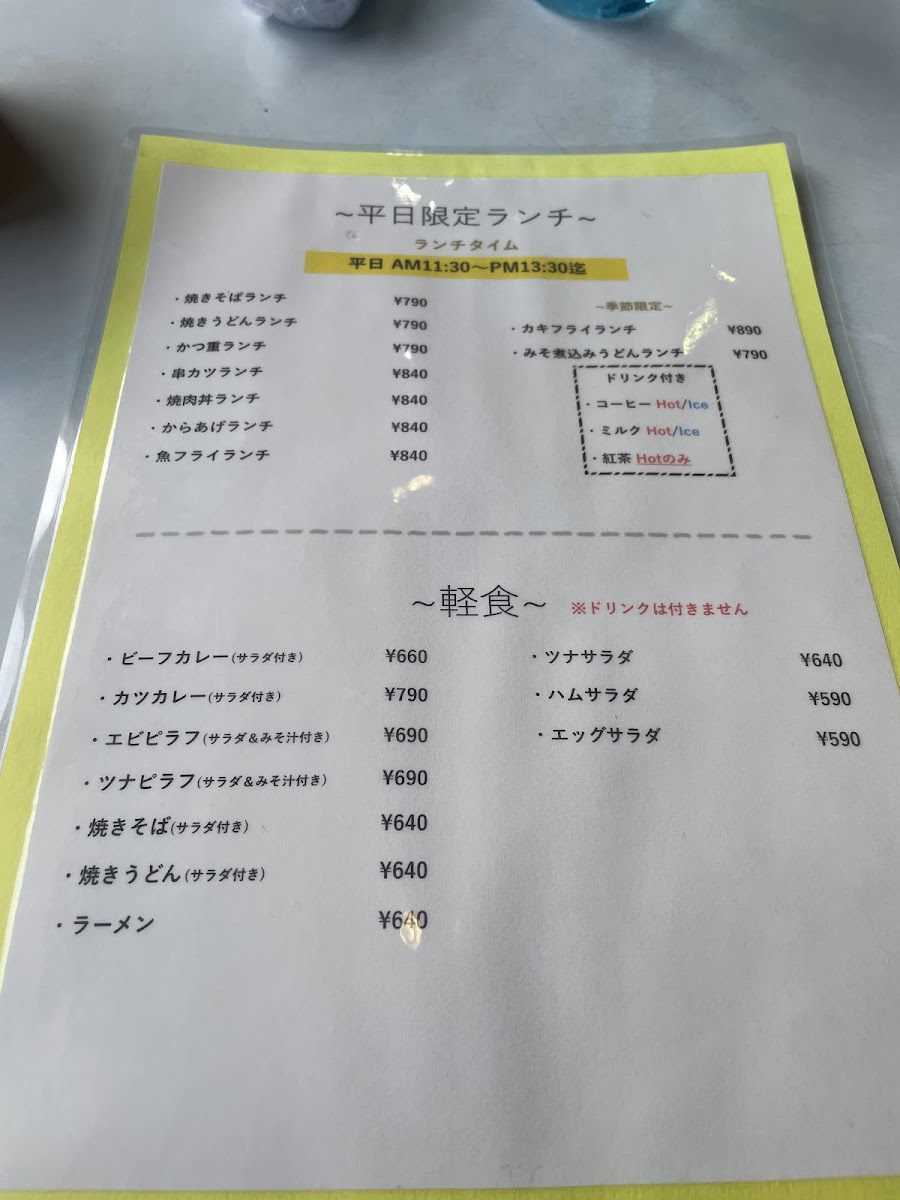 ~平日限定ランチ~
ランチタイム
平日 AM11:30～PM13:30迄
・焼きそばランチ ¥790
・焼きうどんランチ ¥790
・かつ重ランチ ¥790
・串カツランチ ¥840
・焼肉丼ランチ ¥840
・からあげランチ ¥840
・魚フライランチ ¥840
~季節限定~
・カキフライランチ ¥890
・みそ煮込みうどんランチ ¥790
ドリンク付き
・コーヒー Hot/Ice
・ミルク Hot/Ice
・紅茶 Hotのみ
~軽食~ ※ドリンクは付きません
・ビーフカレー(サラダ付き) ¥660
・カツカレー(サラダ付き) ¥790
・エビピラフ(サラダ&みそ汁付き) ¥690
・ツナピラフ(サラダ&みそ汁付き) ¥690
・焼きそば(サラダ付き) ¥640
・焼きうどん(サラダ付き) ¥640
・ラーメン ¥640
・ツナサラダ ¥640
・ハムサラダ ¥590
・エッグサラダ ¥590